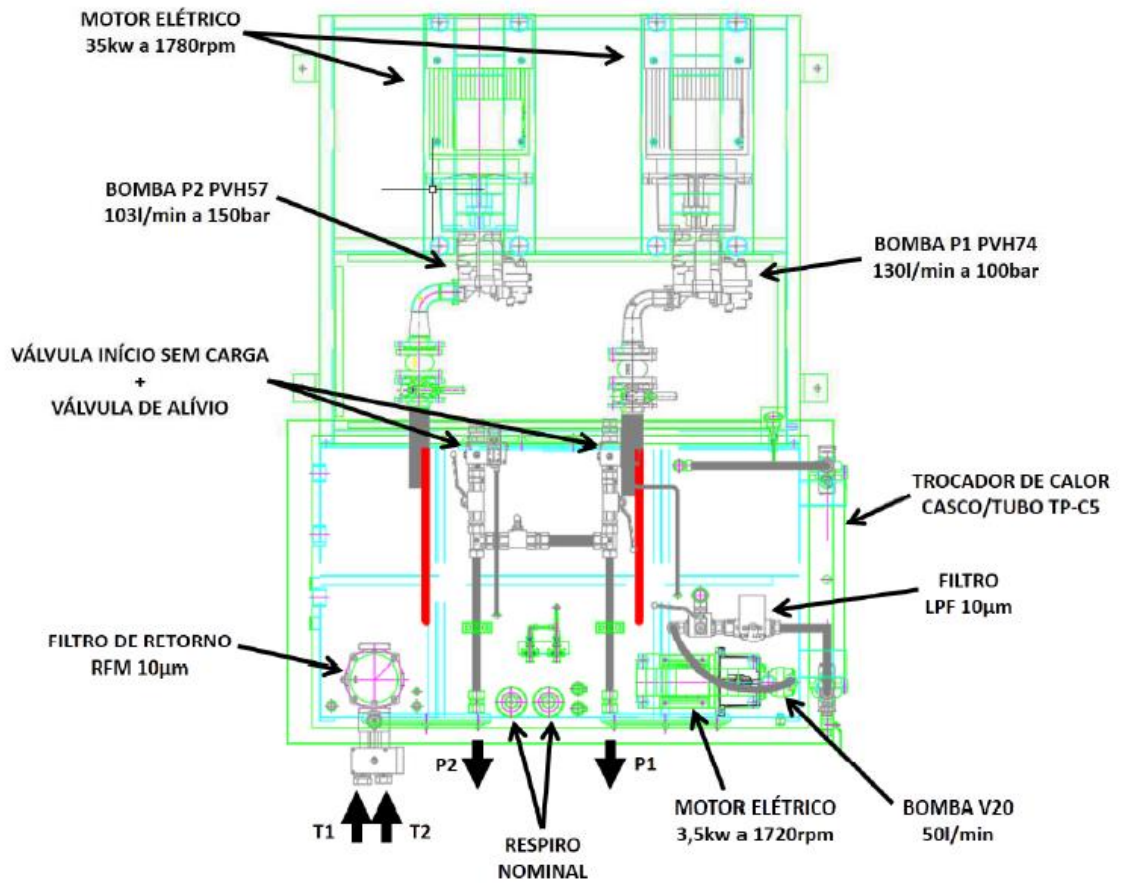 MOTOR ELÉTRICO
35kw a 1780rpm
BOMBA P2 PVH57
103l/min a 150bar
BOMBA P1 PVH74
130l/min a 100bar
VÁLVULA INÍCIO SEM CARGA
+
VÁLVULA DE ALÍVIO
TROCADOR DE CALOR
CASCO/TUBO TP-C5
FILTRO
LPF 10µm
FILTRO DE RETORNO
RFM 10µm
P2
P1
T1
T2
RESPIRO
NOMINAL
MOTOR ELÉTRICO
3,5kw a 1720rpm
BOMBA V20
50l/min